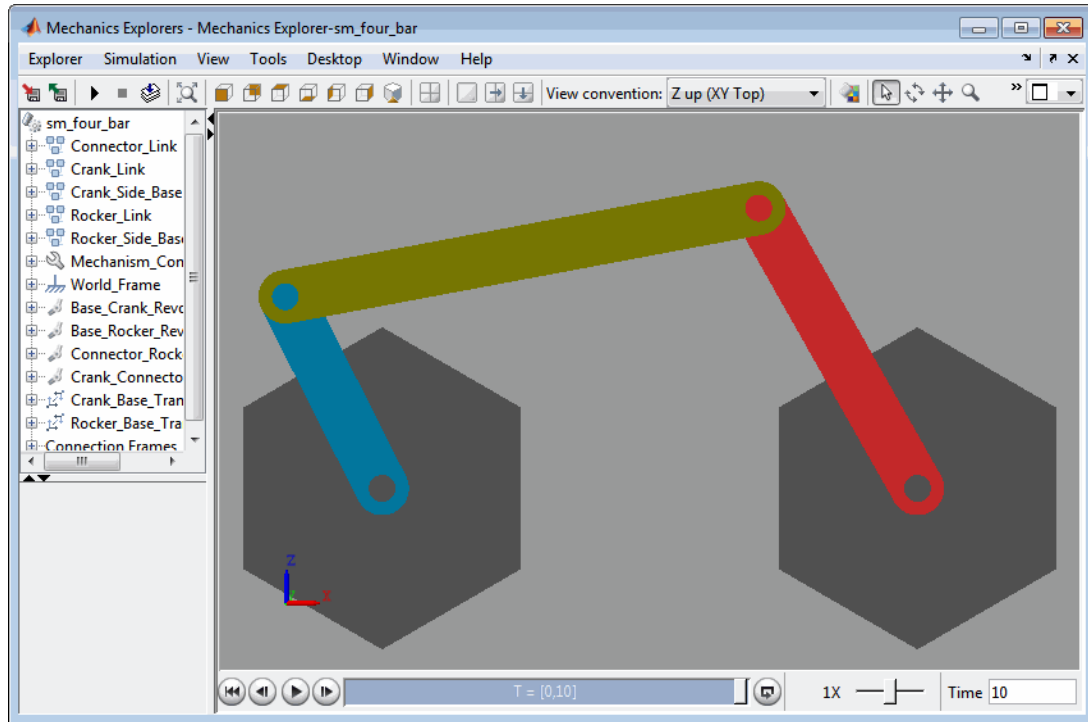 Mechanics Explorers - Mechanics Explorer-sm_four_bar
Explorer Simulation View Tools Desktop Window Help
View convention: Z up (XY Top)
»
sm_four_bar
Connector_Link
Crank_Link
Crank_Side_Base
Rocker_Link
Rocker_Side_Bas
Mechanism_Con
World_Frame
Base_Crank_Revo
Base_Rocker_Rev
Connector_Rock
Crank_Connecto
Crank_Base_Tran
Rocker_Base_Tra
Connection Frames
Z
X
T = [0,10]
1X
Time 10